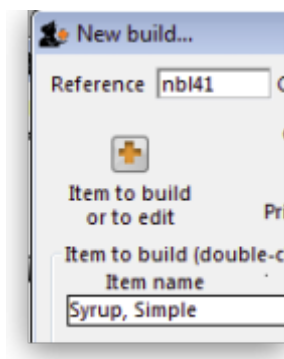 New build...
Reference nbl41
Item to build
or to edit
Item to build (double-c
Item name
Syrup, Simple